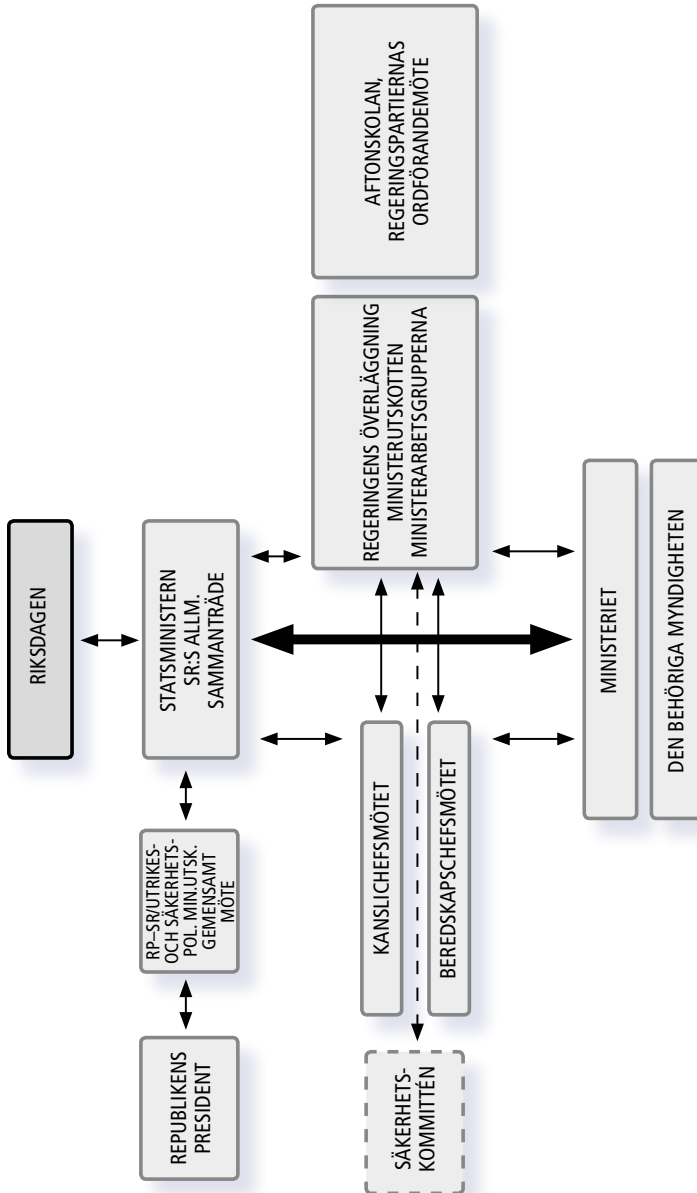 RIKSDAGEN
REPUBLIKENS
PRESIDENT
RP–SR/UTRIKES-
OCH SÄKERHETS-
POL. MIN.UTSK.
GEMENSAMT
MÖTE
STATSMINISTERN
SR:S ALLM.
SAMMANTRÄDE
SÄKERHETS-
KOMMITTÉN
KANSLICHEFSMÖTET
BEREDSKAPSCHEFSMÖTET
REGERINGENS ÖVERLÄGGNING
MINISTERUTSKOTTEN
MINISTERARBETSGRUPPERNA
AFTONSKOLAN,
REGERINGSPARTIERNAS
ORDFÖRANDEMÖTE
MINISTERIET
DEN BEHÖRIGA MYNDIGHETEN